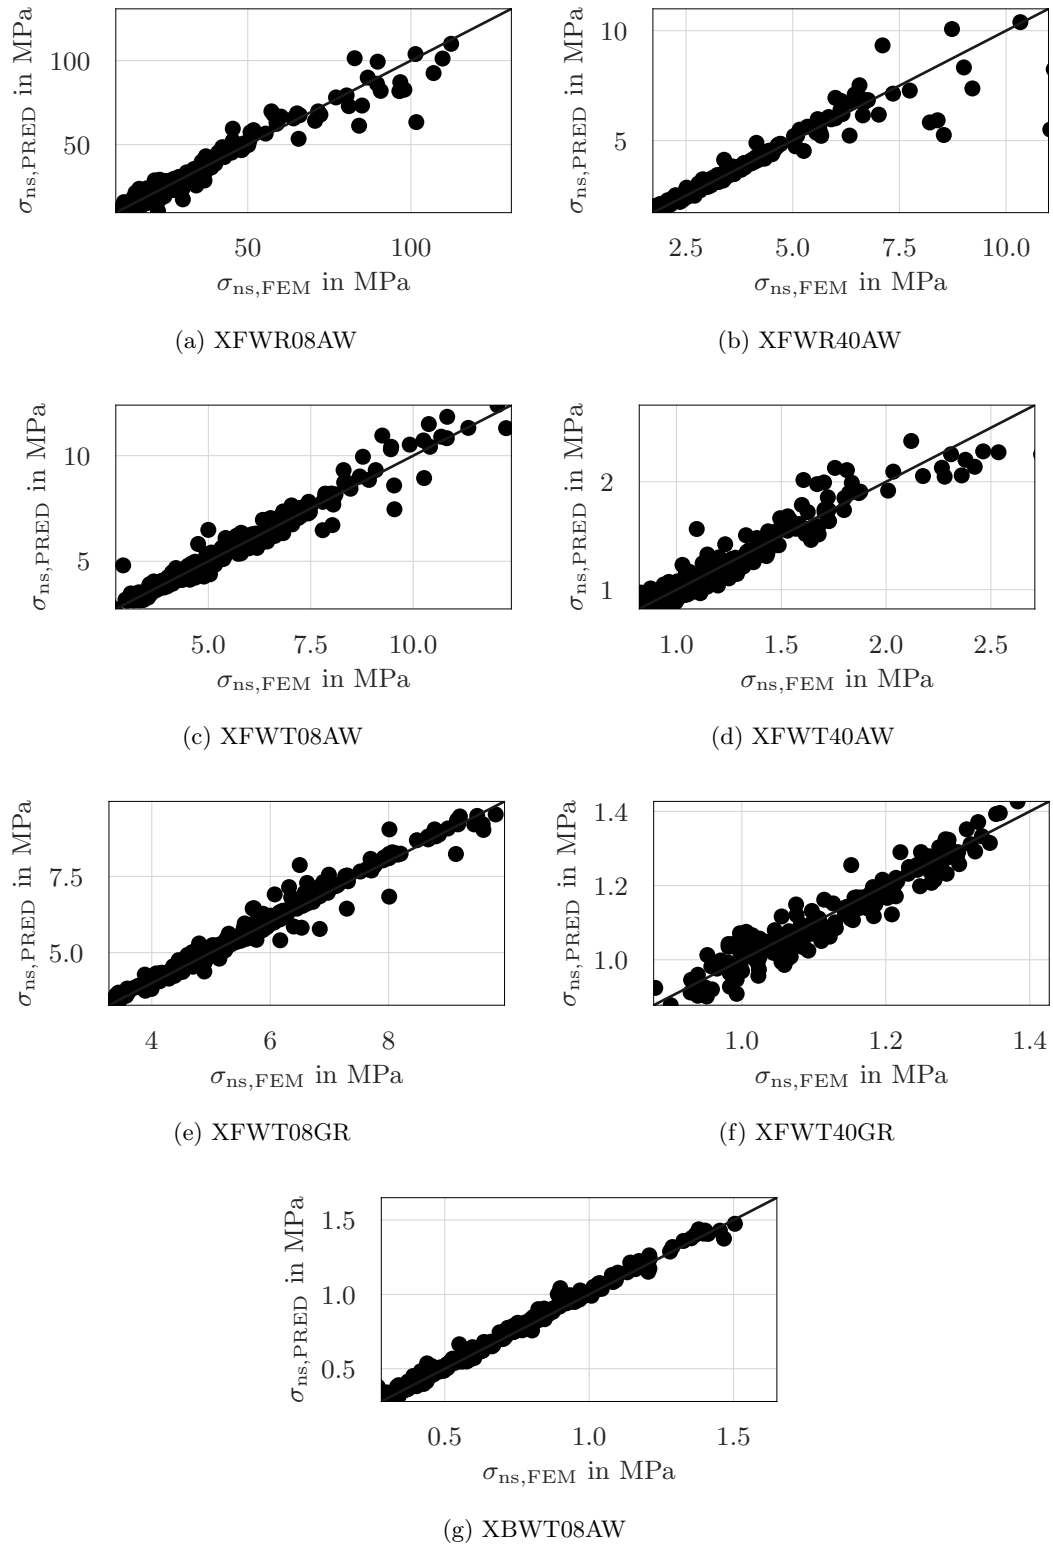 σns,PRED in MPa
100
50
50 100
σns,FEM in MPa
(a) XFWR08AW
σns,PRED in MPa
10
5
2.5 5.0 7.5 10.0
σns,FEM in MPa
(b) XFWR40AW
σns,PRED in MPa
10
5
5.0 7.5 10.0
σns,FEM in MPa
(c) XFWT08AW
σns,PRED in MPa
2
1
1.0 1.5 2.0 2.5
σns,FEM in MPa
(d) XFWT40AW
σns,PRED in MPa
7.5
5.0
4 6 8
σns,FEM in MPa
(e) XFWT08GR
σns,PRED in MPa
1.4
1.2
1.0
1.0 1.2 1.4
σns,FEM in MPa
(f) XFWT40GR
σns,PRED in MPa
1.5
1.0
0.5
0.5 1.0 1.5
σns,FEM in MPa
(g) XBWT08AW